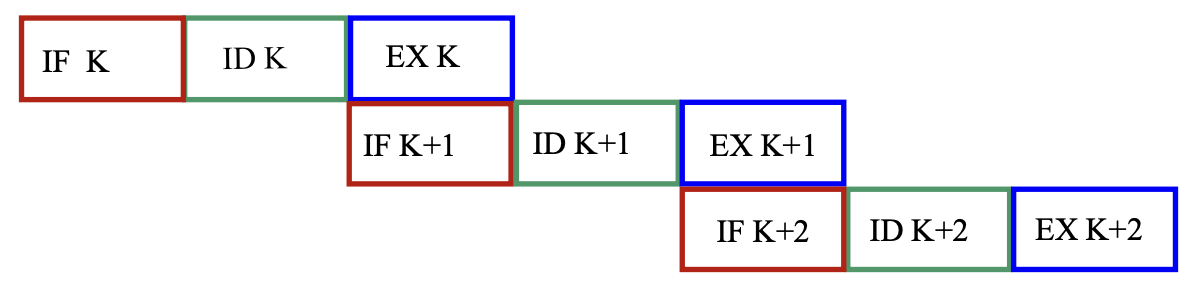 IF K ID K EX K
IF K+1 ID K+1 EX K+1
IF K+2 ID K+2 EX K+2